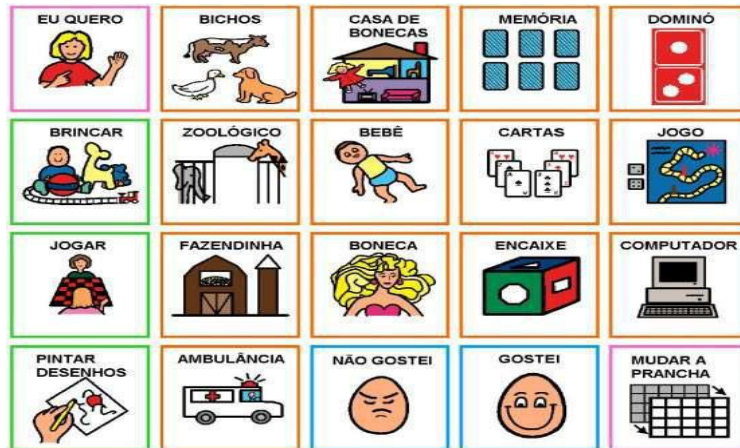 EU QUERO
BICHOS
CASA DE
BONECAS
MEMÓRIA
DOMINÓ
BRINCAR
ZOOLÓGICO
BEBÊ
CARTAS
JOGO
JOGAR
FAZENDINHA
BONECA
ENCAIXE
COMPUTADOR
PINTAR
DESENHOS
AMBULÂNCIA
NÃO GOSTEI
GOSTEI
MUDAR A
PRANCHA